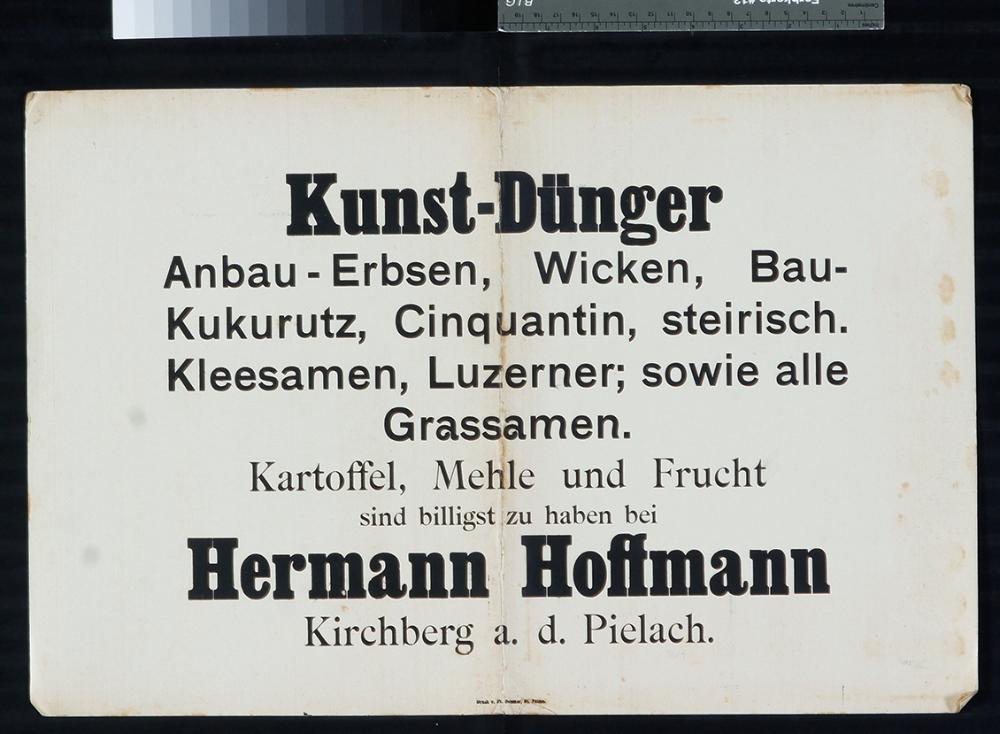 Kunst-Dünger
Anbau - Erbsen, Wicken, Bau-
Kukurutz, Cinquantin, steirisch.
Kleesamen, Luzerner; sowie alle
Grassamen.
Kartoffel, Mehle und Frucht
sind billigst zu haben bei
Hermann Hoffmann
Kirchberg a. d. Pielach.